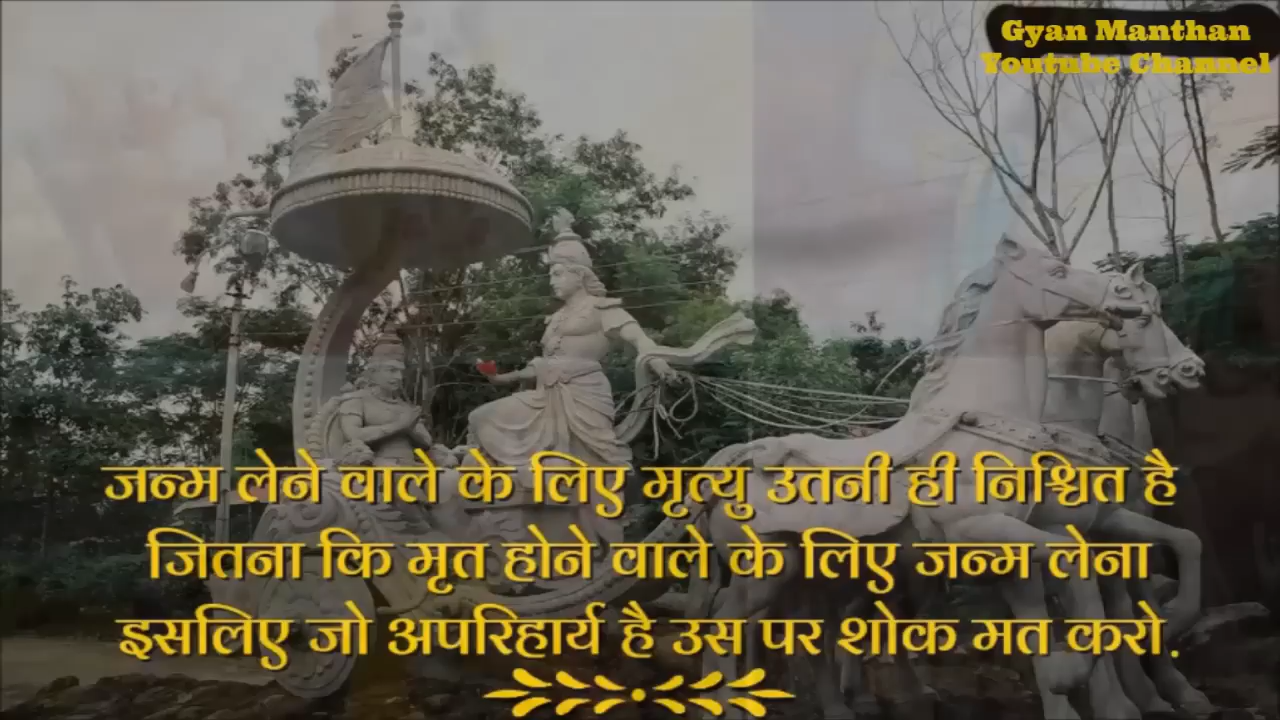 Gyan Manthan
Youtube Channel
जन्म लेने वाले के लिए मृत्यु उतनी ही निश्चित है
जितना कि मृत होने वाले के लिए जन्म लेना
इसलिए जो अपरिहार्य है उस पर शोक मत करो.